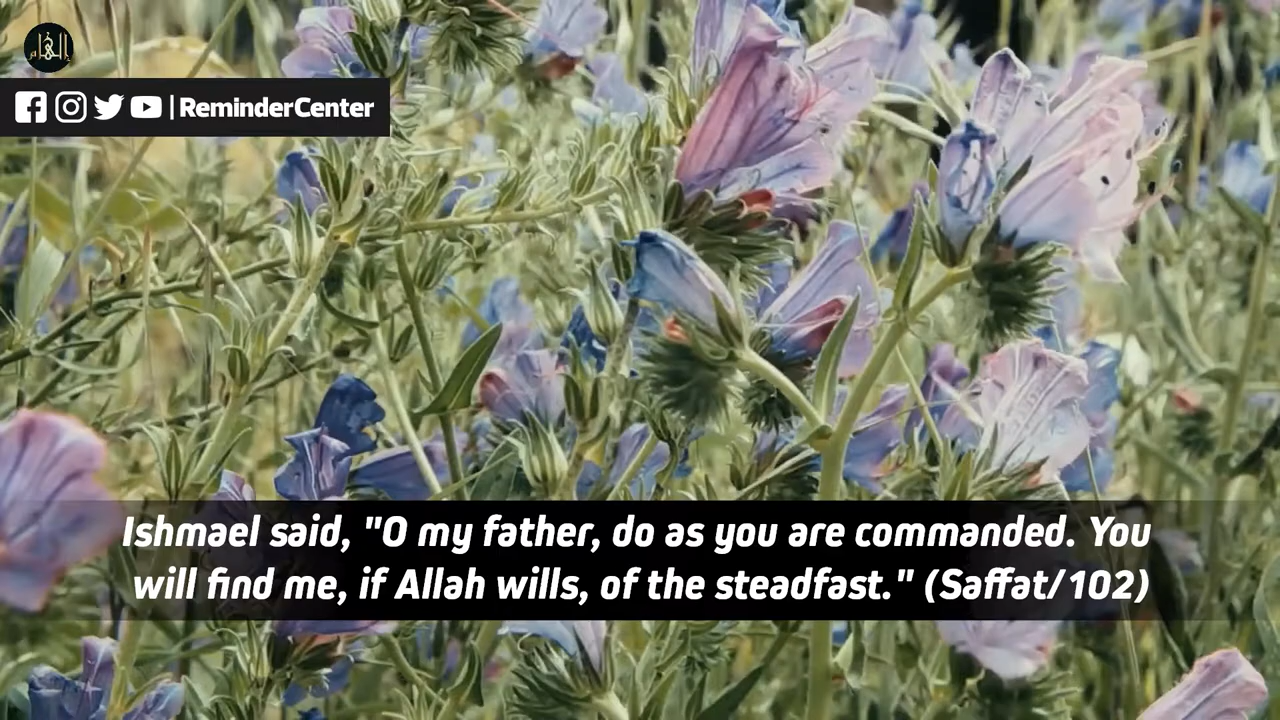 إلهام
| ReminderCenter
Ishmael said, "O my father, do as you are commanded. You
will find me, if Allah wills, of the steadfast." (Saffat/102)